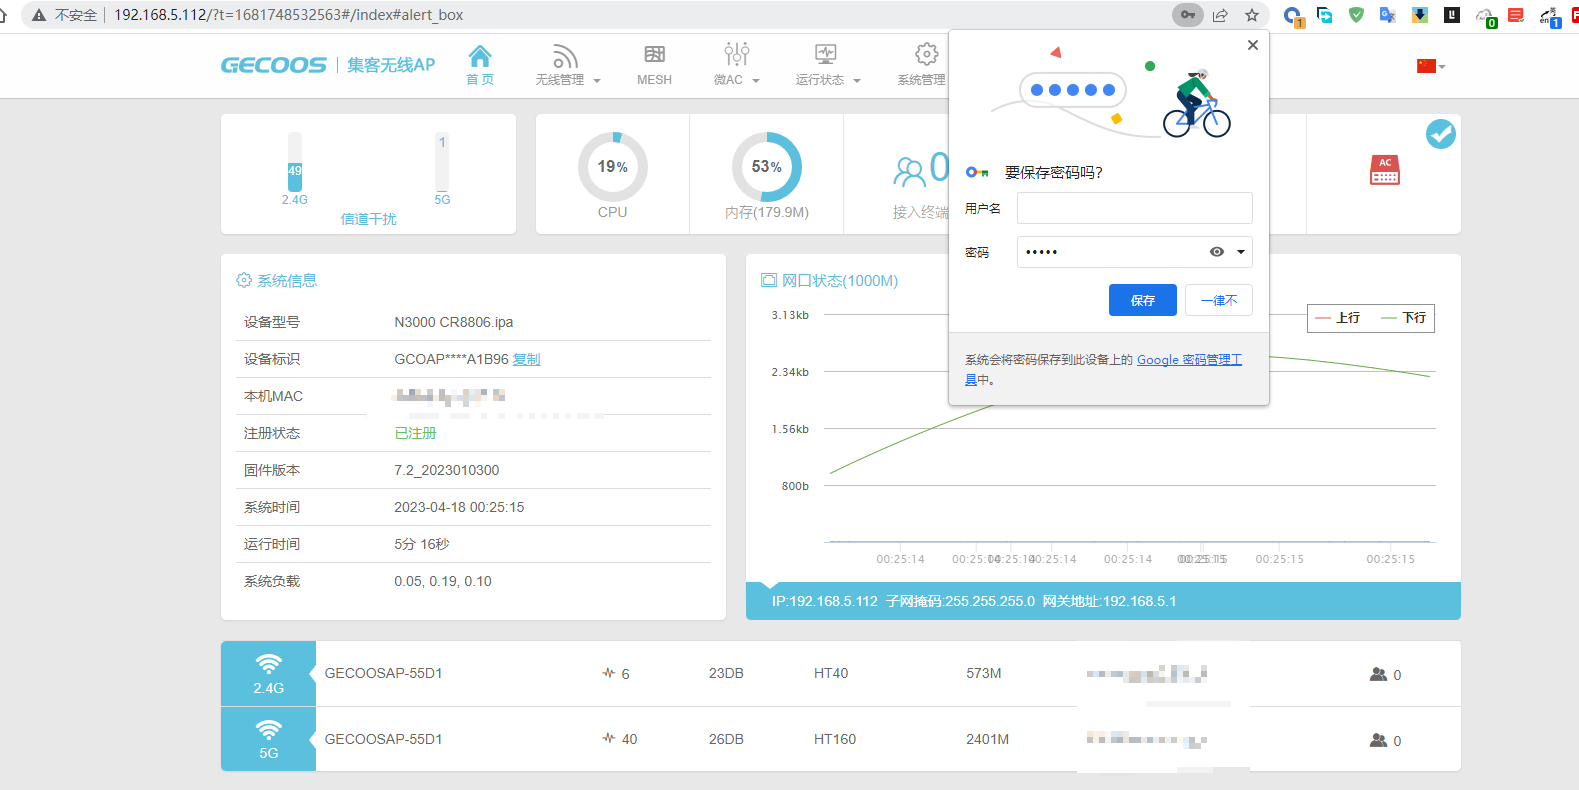 不安全 192.168.5.112/?t=1681748532563#/index#alert_box
1
0
1
GECOOS 集客无线AP
首页
无线管理
MESH
微AC
运行状态
系统管理
49
2.4G
1
5G
信道干扰
19%
CPU
53%
内存(179.9M)
0
接入终端
AC
要保存密码吗?
用户名
密码
保存
一律不
系统会将密码保存到此设备上的 Google 密码管理工
具中。
系统信息
设备型号 N3000 CR8806.ipa
设备标识 GCOAP****A1B96 复制
本机MAC
注册状态 已注册
固件版本 7.2_2023010300
系统时间 2023-04-18 00:25:15
运行时间 5分 16秒
系统负载 0.05, 0.19, 0.10
网口状态(1000M)
上行 下行
3.13kb
2.34kb
1.56kb
800b
00:25:14 00:25:14 00:25:14 00:25:14 00:25:14 00:25:15 00:25:15 00:25:15
IP:192.168.5.112 子网掩码:255.255.255.0 网关地址:192.168.5.1
2.4G GECOOSAP-55D1 6 23DB HT40 573M 0
5G GECOOSAP-55D1 40 26DB HT160 2401M 0